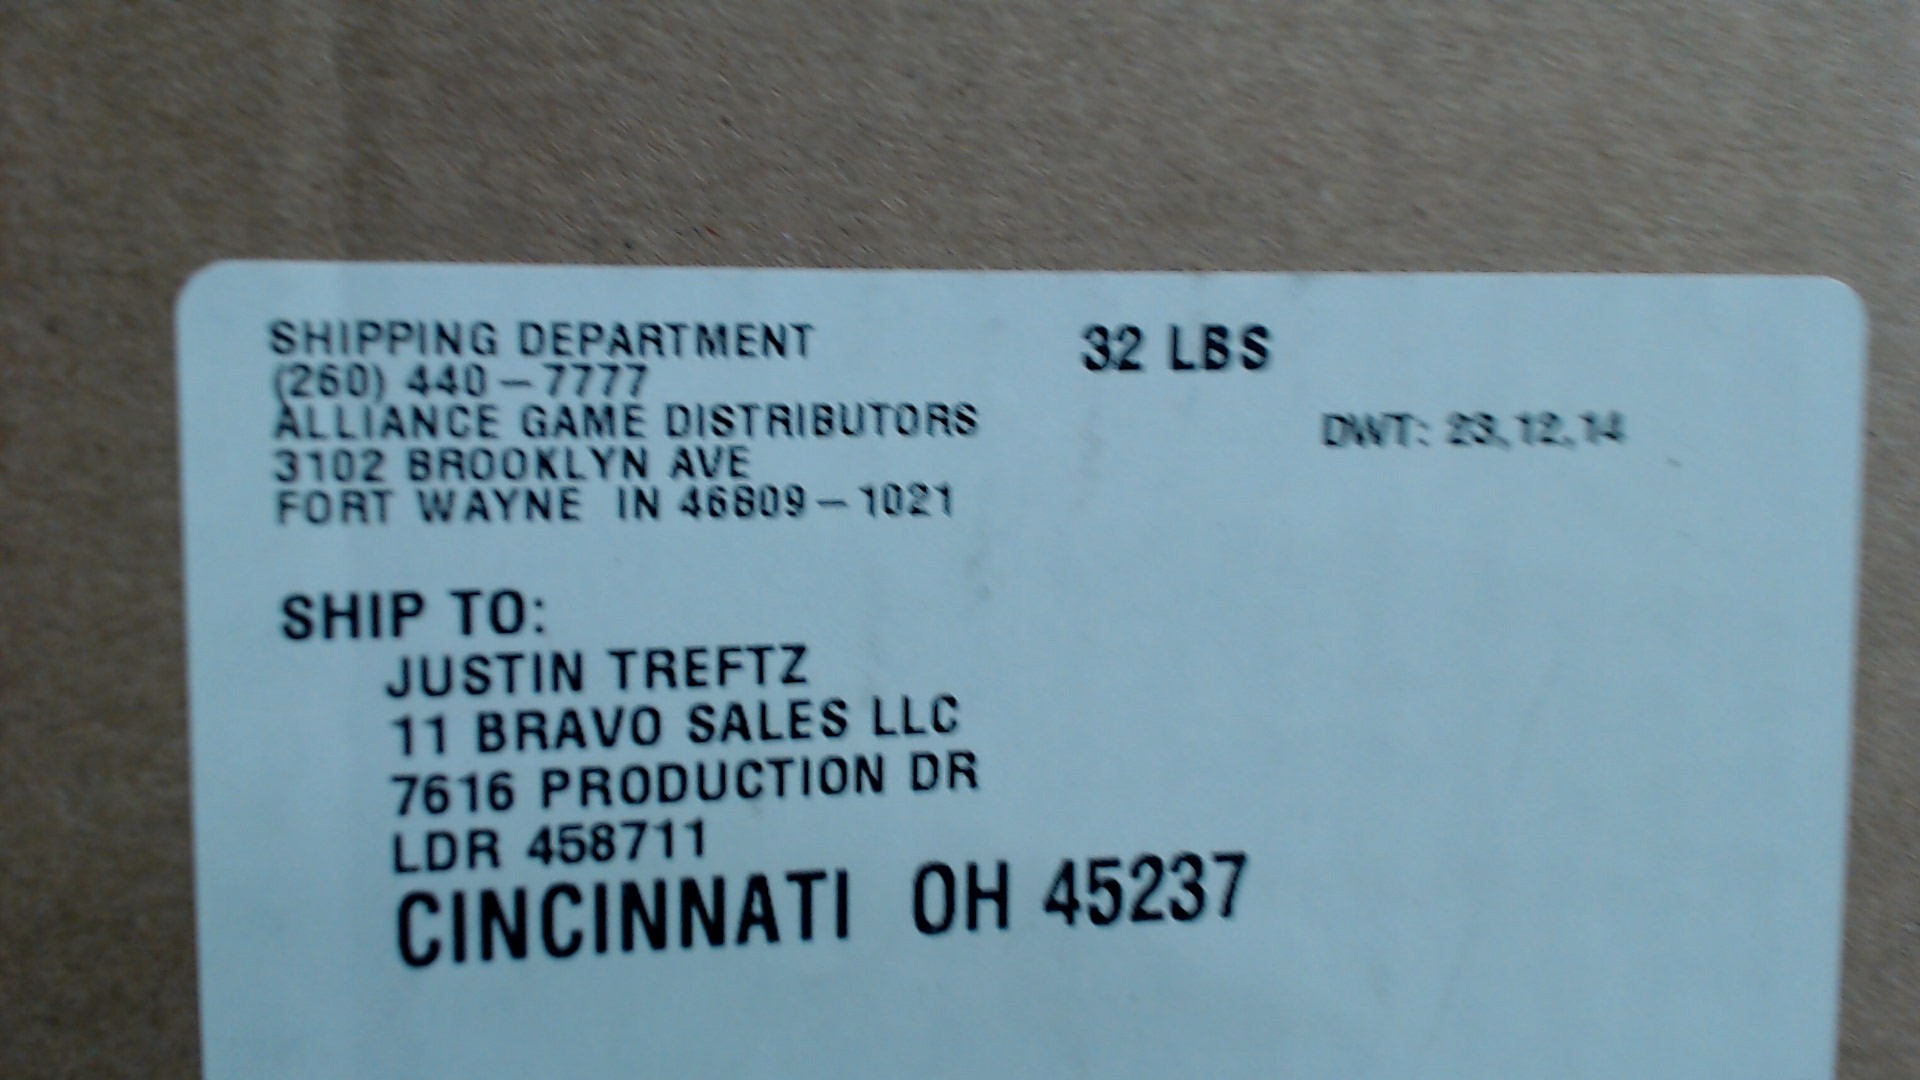 SHIPPING DEPARTMENT
(260) 440-7777
ALLIANCE GAME DISTRIBUTORS
3102 BROOKLYN AVE
FORT WAYNE IN 46809-1021
32 LBS
DWT: 23,12,14
SHIP TO:
JUSTIN TREFTZ
11 BRAVO SALES LLC
7616 PRODUCTION DR
LDR 458711
CINCINNATI OH 45237